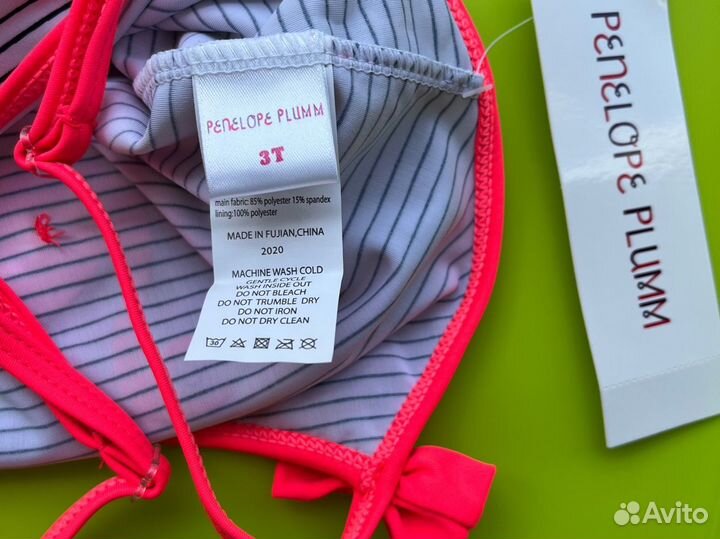 PENELOPE PLUMM
3T
main fabric: 85% polyester 15% spandex
lining:100% polyester
MADE IN FUJIAN,CHINA
2020
MACHINE WASH COLD
GENTLE CYCLE
WASH INSIDE OUT
DO NOT BLEACH
DO NOT TRUMBLE DRY
DO NOT IRON
DO NOT DRY CLEAN
30
PENELOPE PLUMM
Avito